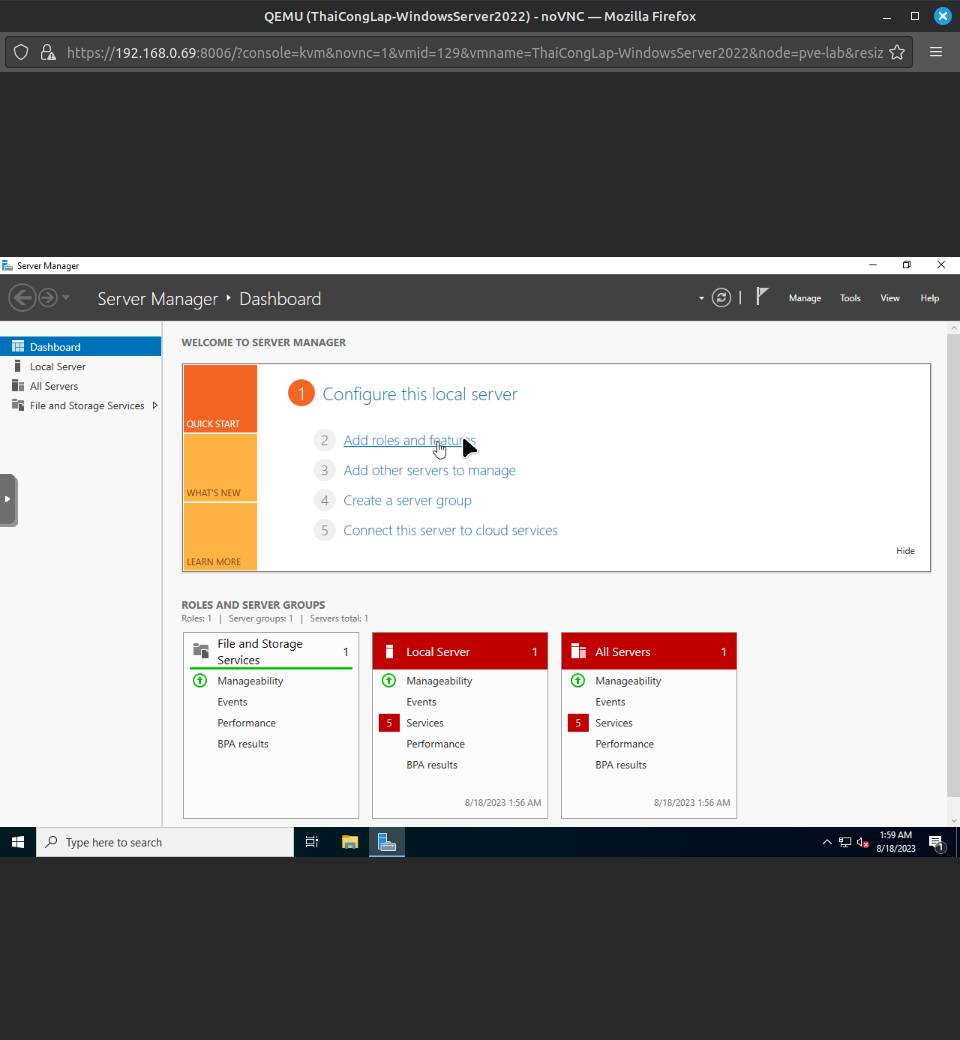 QEMU (ThaiCongLap-WindowsServer2022) - noVNC — Mozilla Firefox
https://192.168.0.69:8006/?console=kvm&novnc=1&vmid=129&vmname=ThaiCongLap-WindowsServer2022&node=pve-lab&resiz
Server Manager
Server Manager ‣ Dashboard
Manage Tools View Help
Dashboard
Local Server
All Servers
File and Storage Services
WELCOME TO SERVER MANAGER
QUICK START
WHAT'S NEW
LEARN MORE
1 Configure this local server
2 Add roles and features
3 Add other servers to manage
4 Create a server group
5 Connect this server to cloud services
Hide
ROLES AND SERVER GROUPS
Roles: 1 | Server groups: 1 | Servers total: 1
File and Storage
Services
1
Manageability
Events
Performance
BPA results
Local Server 1
Manageability
Events
5 Services
Performance
BPA results
8/18/2023 1:56 AM
All Servers 1
Manageability
Events
5 Services
Performance
BPA results
8/18/2023 1:56 AM
Type here to search
1:59 AM
8/18/2023
1